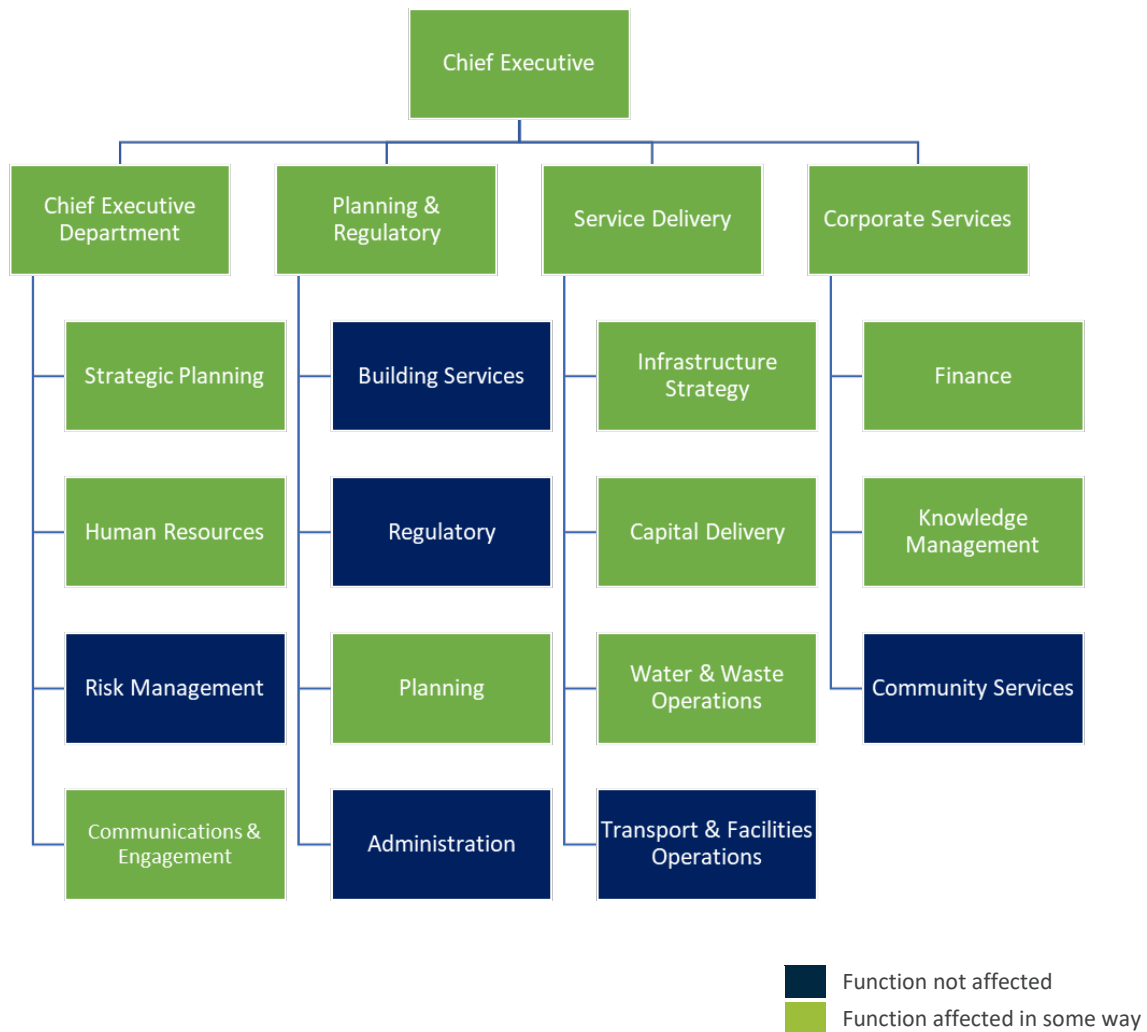 Chief Executive
Chief Executive
Department
Planning &
Regulatory
Service Delivery
Corporate Services
Strategic Planning
Building Services
Infrastructure
Strategy
Finance
Human Resources
Regulatory
Capital Delivery
Knowledge
Management
Risk Management
Planning
Water & Waste
Operations
Community Services
Communications &
Engagement
Administration
Transport & Facilities
Operations
Function not affected
Function affected in some way